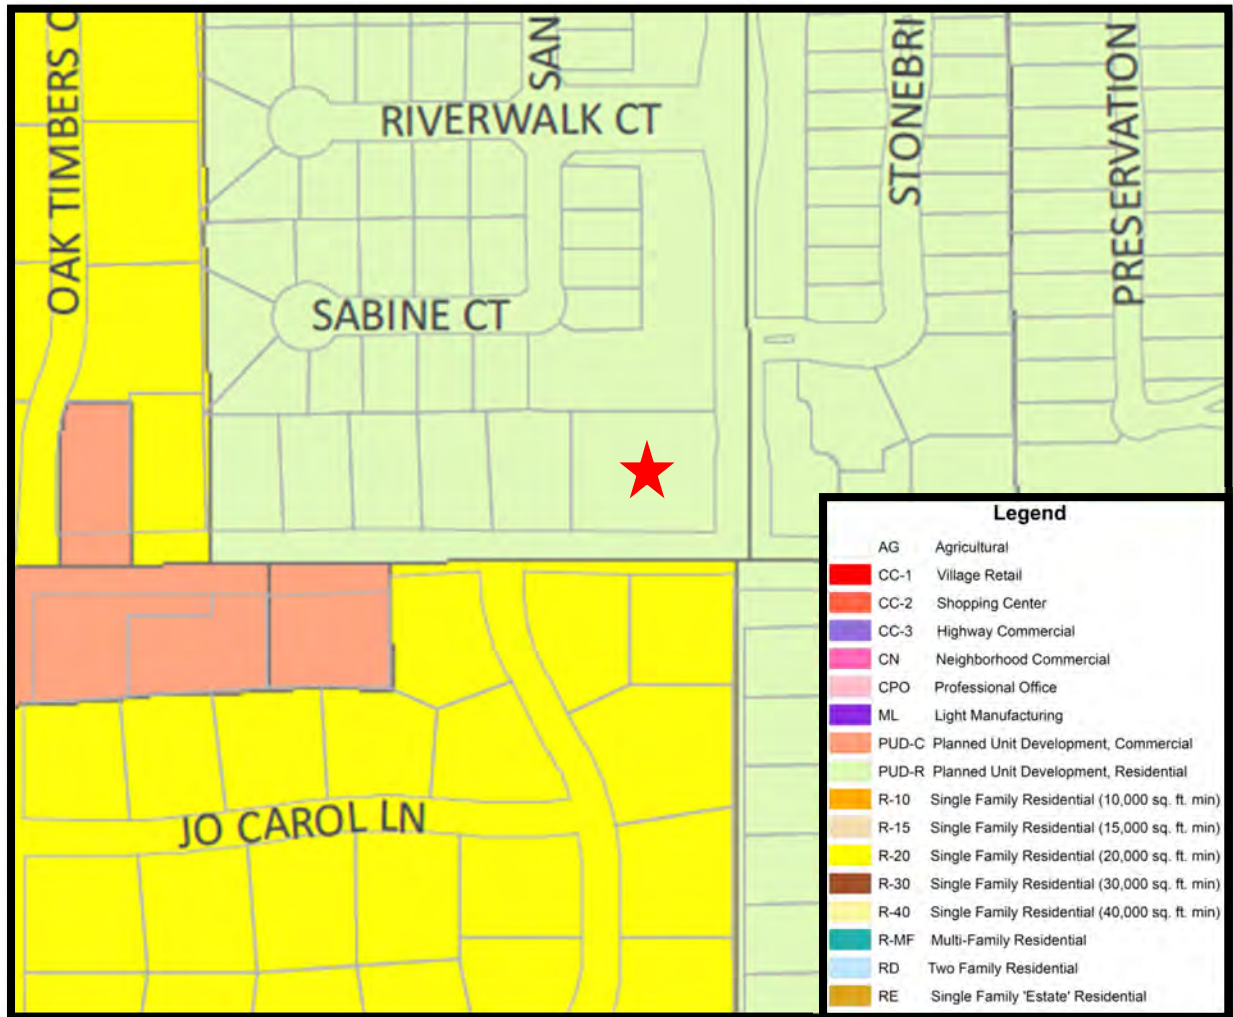 OAK TIMBERS C
SAN
RIVERWALK CT
STONEBRI
PRESERVATION
SABINE CT
JO CAROL LN
Legend
AG Agricultural
CC-1 Village Retail
CC-2 Shopping Center
CC-3 Highway Commercial
CN Neighborhood Commercial
CPO Professional Office
ML Light Manufacturing
PUD-C Planned Unit Development, Commercial
PUD-R Planned Unit Development, Residential
R-10 Single Family Residential (10,000 sq. ft. min)
R-15 Single Family Residential (15,000 sq. ft. min)
R-20 Single Family Residential (20,000 sq. ft. min)
R-30 Single Family Residential (30,000 sq. ft. min)
R-40 Single Family Residential (40,000 sq. ft. min)
R-MF Multi-Family Residential
RD Two Family Residential
RE Single Family 'Estate' Residential